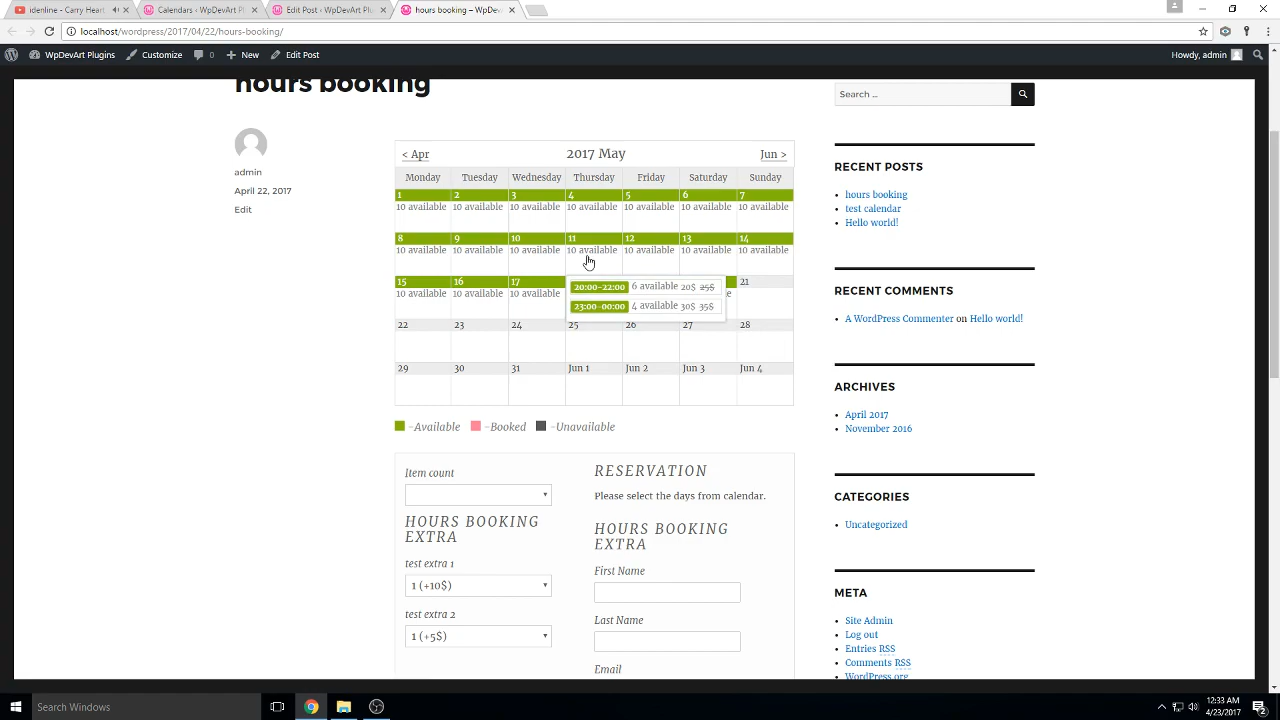 idenline - Carry Heart
Calendars ‹ WpDevArt P
Edit Post ‹ WpDevArt Pl
hours booking – WpDev
localhost/wordpress/2017/04/22/hours-booking/
WpDevArt Plugins
Customize
0
New
Edit Post
Howdy, admin
hours booking
admin
April 22, 2017
Edit
< Apr
2017 May
Jun >
Monday Tuesday Wednesday Thursday Friday Saturday Sunday
1 2 3 4 5 6 7
10 available 10 available 10 available 10 available 10 available 10 available 10 available
8 9 10 11 12 13 14
10 available 10 available 10 available 10 available 10 available 10 available 10 available
15 16 17 21
10 available 10 available 10 available
20:00-22:00 6 available 20$ 25$
23:00-00:00 4 available 30$ 35$
22 23 24 25 26 27 28
29 30 31 Jun 1 Jun 2 Jun 3 Jun 4
-Available -Booked -Unavailable
Item count
HOURS BOOKING
EXTRA
test extra 1
1 (+10$)
test extra 2
1 (+5$)
RESERVATION
Please select the days from calendar.
HOURS BOOKING
EXTRA
First Name
Last Name
Email
Search ...
RECENT POSTS
hours booking
test calendar
Hello world!
RECENT COMMENTS
A WordPress Commenter on Hello world!
ARCHIVES
April 2017
November 2016
CATEGORIES
Uncategorized
META
Site Admin
Log out
Entries RSS
Comments RSS
WordPress.org
Search Windows
12:33 AM
4/23/2017
2